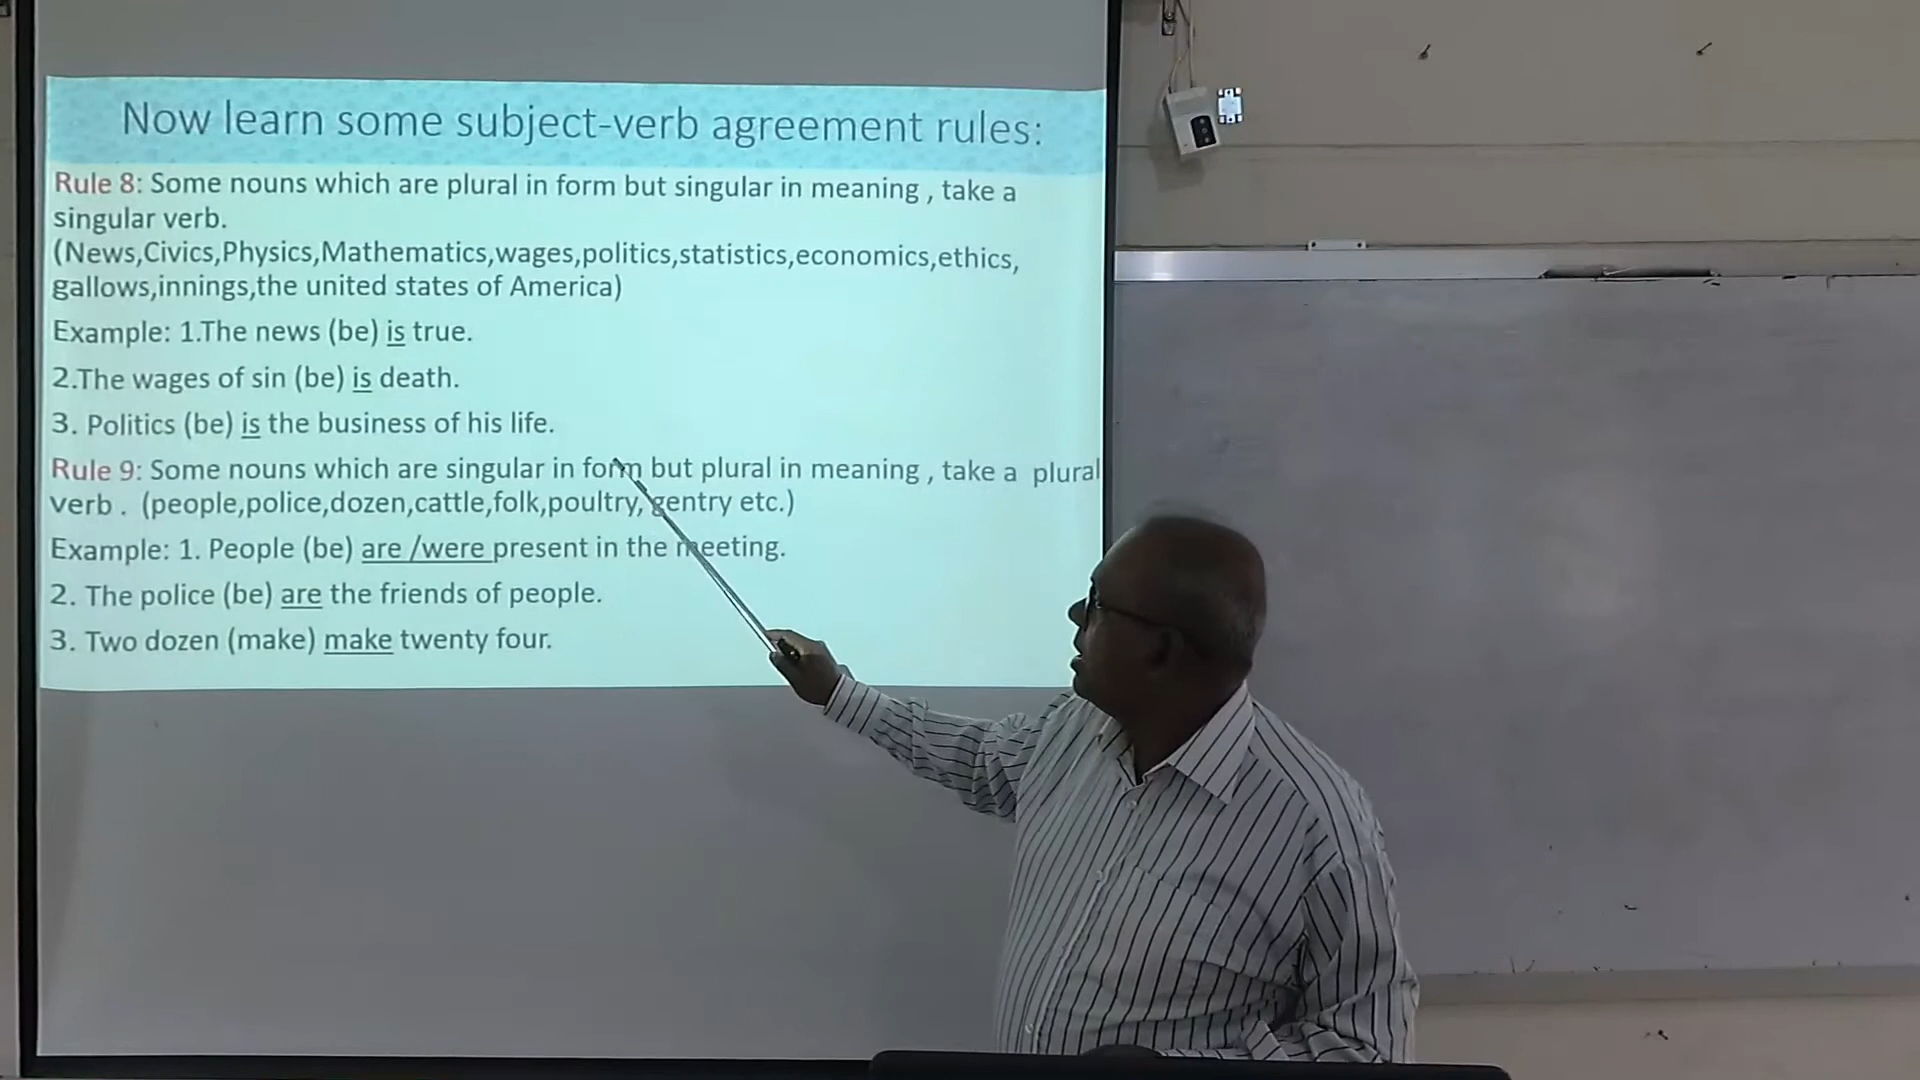 Now learn some subject-verb agreement rules:
Rule 8: Some nouns which are plural in form but singular in meaning , take a
singular verb.
(News,Civics,Physics,Mathematics,wages,politics,statistics,economics,ethics,
gallows,innings,the united states of America)
Example: 1.The news (be) is true.
2.The wages of sin (be) is death.
3. Politics (be) is the business of his life.
Rule 9: Some nouns which are singular in form but plural in meaning , take a plural
verb . (people,police,dozen,cattle,folk,poultry, gentry etc.)
Example: 1. People (be) are /were present in the meeting.
2. The police (be) are the friends of people.
3. Two dozen (make) make twenty four.